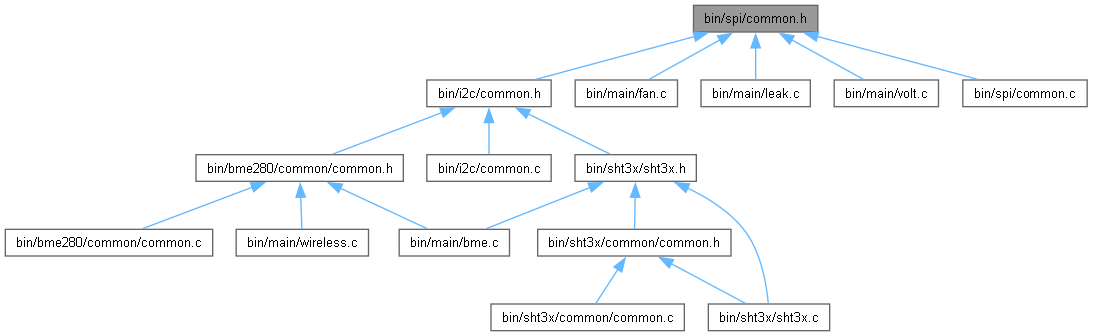 bin/spi/common.h
bin/i2c/common.h
bin/main/fan.c
bin/main/leak.c
bin/main/volt.c
bin/spi/common.c
bin/bme280/common/common.h
bin/i2c/common.c
bin/sht3x/sht3x.h
bin/bme280/common/common.c
bin/main/wireless.c
bin/main/bme.c
bin/sht3x/common/common.h
bin/sht3x/common/common.c
bin/sht3x/sht3x.c